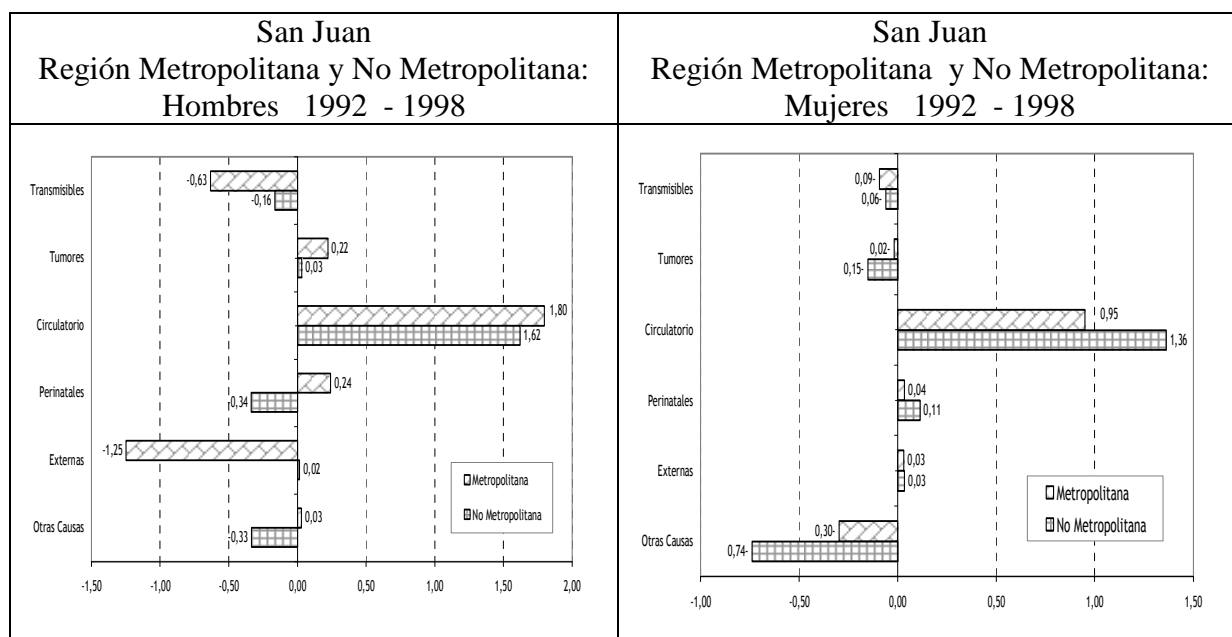 San Juan
Región Metropolitana y No Metropolitana:
Hombres 1992 - 1998
Transmisibles
-0,63
-0,16
Tumores
0,22
0,03
Circulatorio
1,80
1,62
Perinatales
0,24
-0,34
Externas
-1,25
0,02
Otras Causas
0,03
-0,33
Metropolitana
No Metropolitana
-1,50 -1,00 -0,50 0,00 0,50 1,00 1,50 2,00
San Juan
Región Metropolitana y No Metropolitana:
Mujeres 1992 - 1998
Transmisibles
0,09-
0,06-
Tumores
0,02-
0,15-
Circulatorio
0,95
1,36
Perinatales
0,04
0,11
Externas
0,03
0,03
Otras Causas
0,30-
0,74-
Metropolitana
No Metropolitana
-1,00 -0,50 0,00 0,50 1,00 1,50